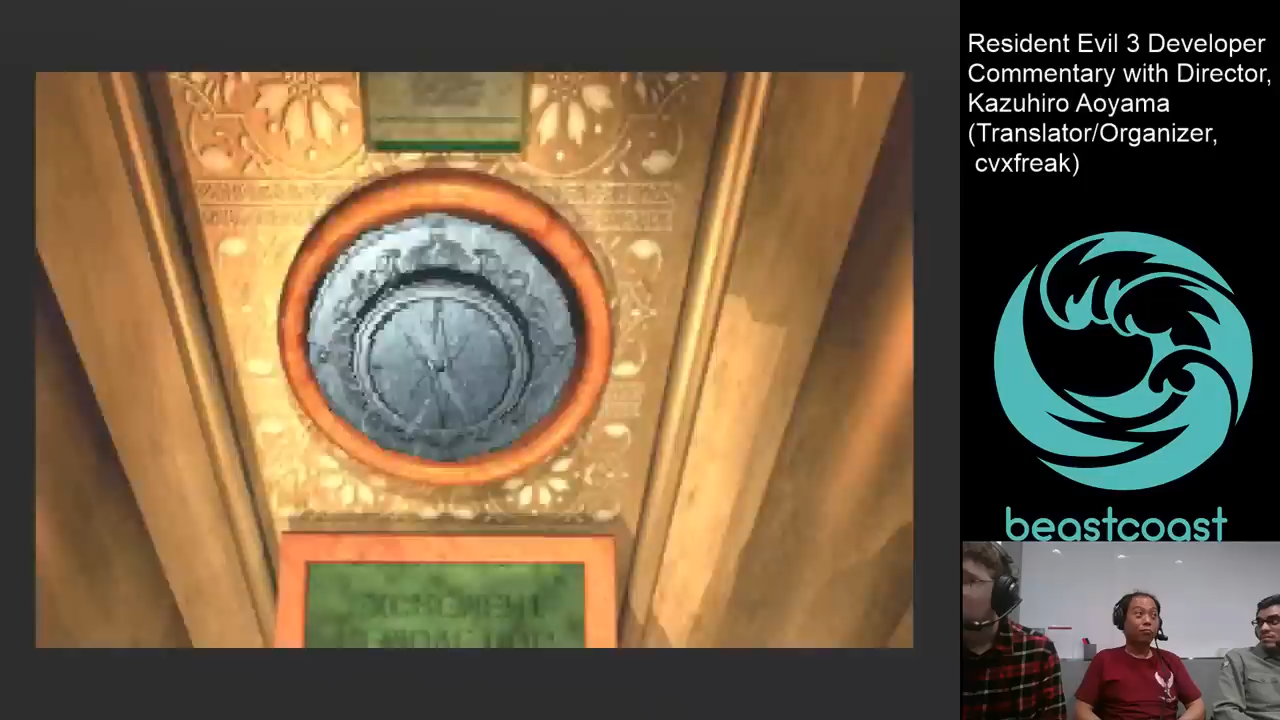 Resident Evil 3 Developer
Commentary with Director,
Kazuhiro Aoyama
(Translator/Organizer,
cvxfreak)
beastcoast